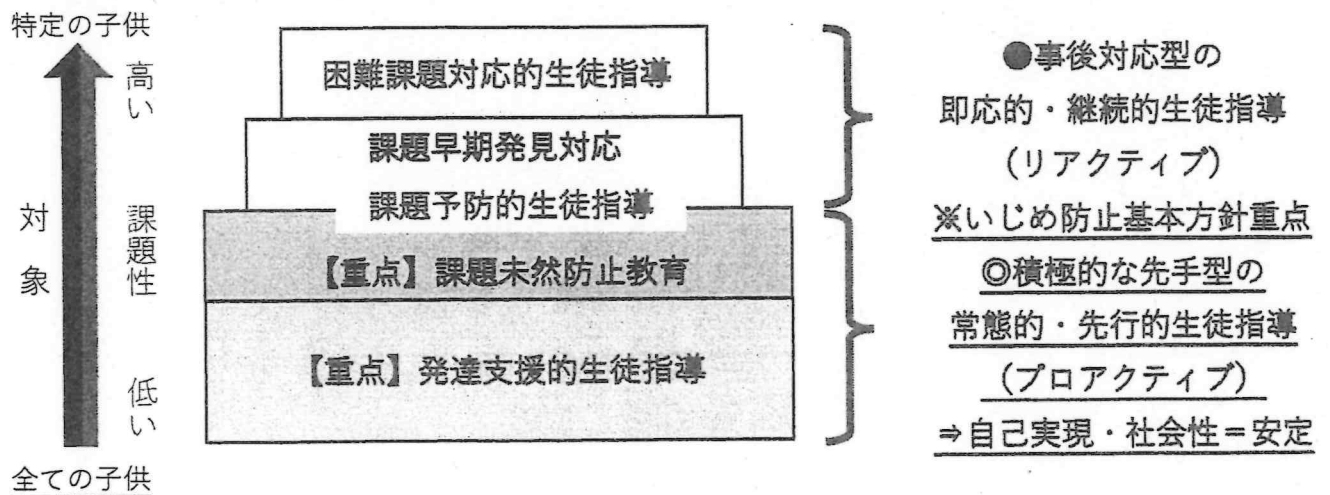 特定の子供
高い
対象
課題性
低い
全ての子供
困難課題対応的生徒指導
課題早期発見対応
課題予防的生徒指導
【重点】課題未然防止教育
【重点】発達支援的生徒指導
●事後対応型の
即応的・継続的生徒指導
(リアクティブ)
※いじめ防止基本方針重点
◎積極的な先手型の
常態的・先行的生徒指導
(プロアクティブ)
⇒自己実現・社会性＝安定